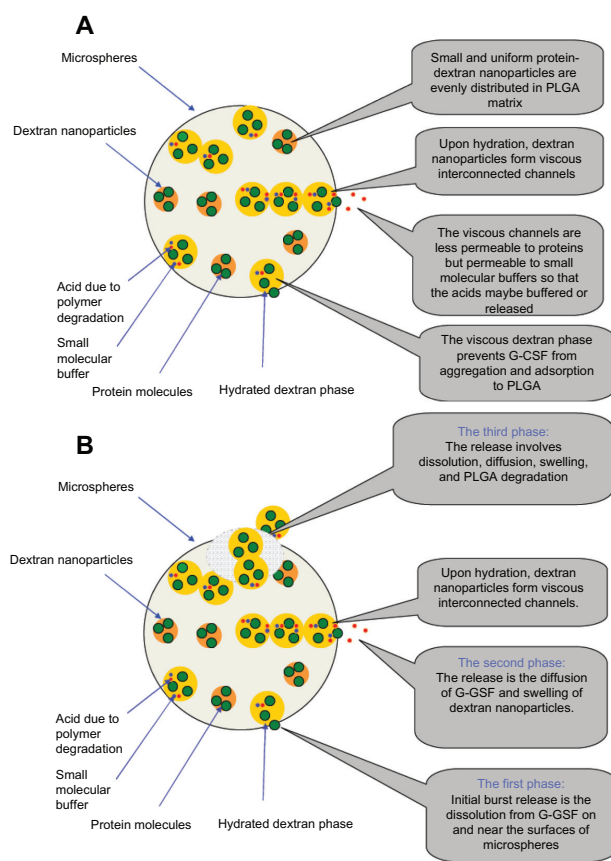 A
Microspheres
Small and uniform protein-
dextran nanoparticles are
evenly distributed in PLGA
matrix
Dextran nanoparticles
Upon hydration, dextran
nanoparticles form viscous
interconnected channels
The viscous channels are
less permeable to proteins
but permeable to small
molecular buffers so that
the acids maybe buffered or
released
Acid due to
polymer
degradation
Small
molecular
buffer
Protein molecules
Hydrated dextran phase
The viscous dextran phase
prevents G-CSF from
aggregation and adsorption
to PLGA
B
The third phase:
The release involves
dissolution, diffusion, swelling,
and PLGA degradation
Microspheres
Dextran nanoparticles
Upon hydration, dextran
nanoparticles form viscous
interconnected channels.
The second phase:
The release is the diffusion
of G-GSF and swelling of
dextran nanoparticles.
Acid due to
polymer
degradation
Small
molecular
buffer
Protein molecules
Hydrated dextran phase
The first phase:
Initial burst release is the
dissolution from G-GSF on
and near the surfaces of
microspheres